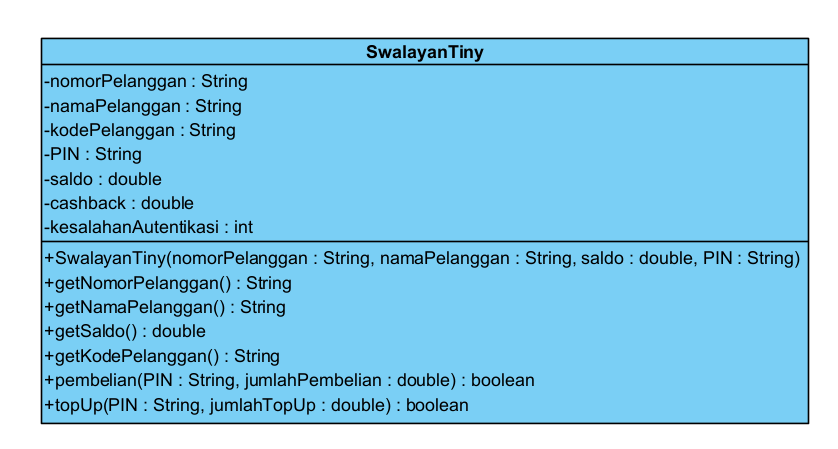 SwalayanTiny
-nomorPelanggan : String
-namaPelanggan : String
-kodePelanggan : String
-PIN : String
-saldo : double
-cashback : double
-kesalahanAutentikasi : int
+SwalayanTiny(nomorPelanggan : String, namaPelanggan : String, saldo : double, PIN : String)
+getNomorPelanggan() : String
+getNamaPelanggan() : String
+getSaldo() : double
+getKodePelanggan() : String
+pembelian(PIN : String, jumlahPembelian : double) : boolean
+topUp(PIN : String, jumlahTopUp : double) : boolean